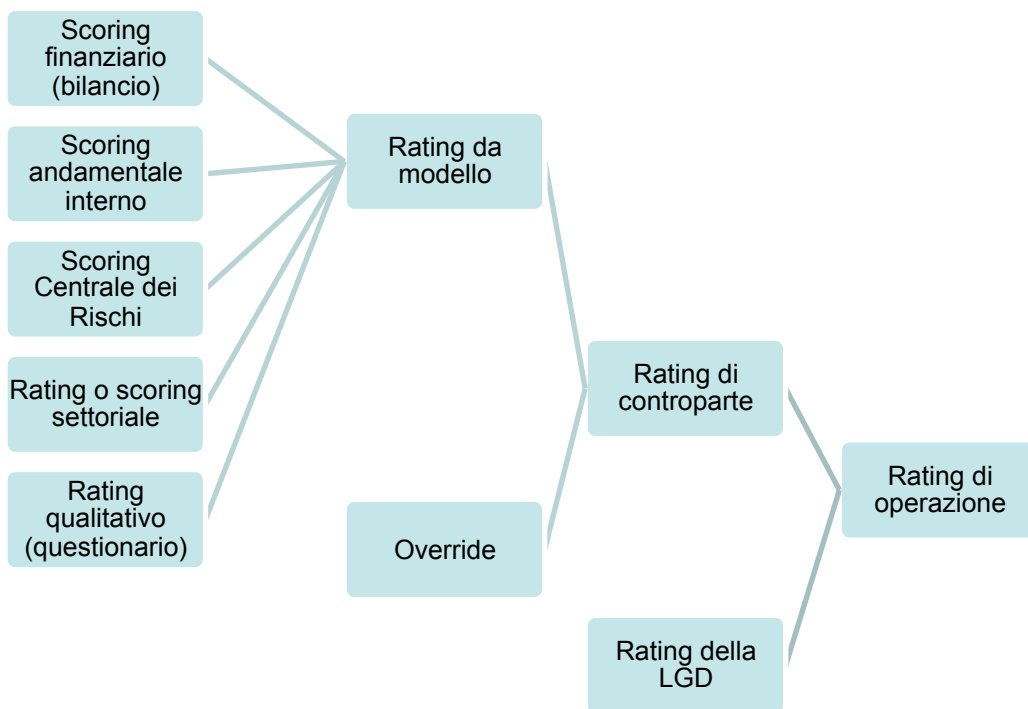 Scoring
finanziario
(bilancio)
Scoring
andamentale
interno
Scoring
Centrale dei
Rischi
Rating o scoring
settoriale
Rating
qualitativo
(questionario)
Rating da
modello
Override
Rating di
controparte
Rating della
LGD
Rating di
operazione